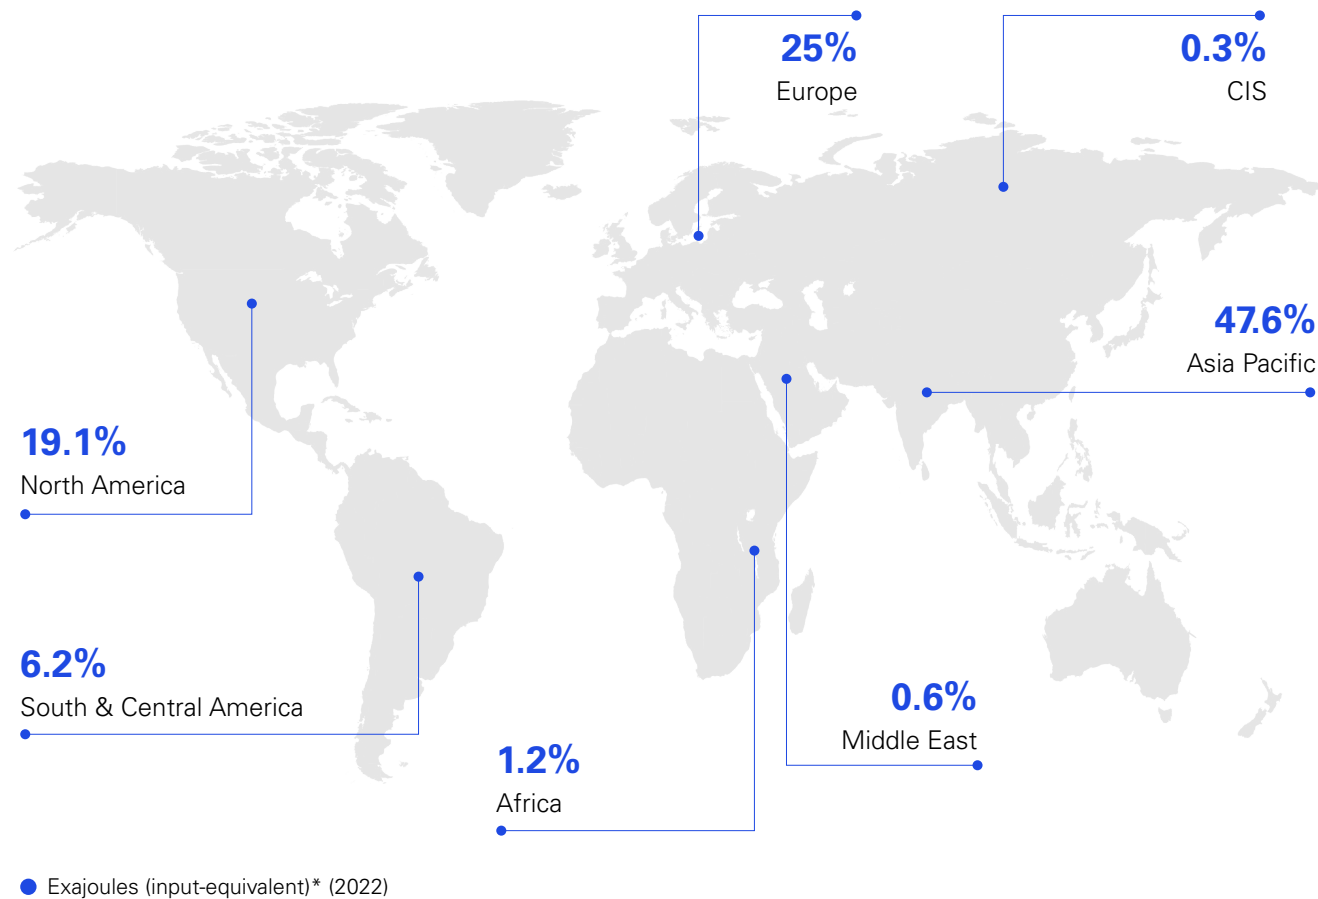 25%
Europe
0.3%
CIS
47.6%
Asia Pacific
19.1%
North America
6.2%
South & Central America
0.6%
Middle East
1.2%
Africa
Exajoules (input-equivalent)* (2022)